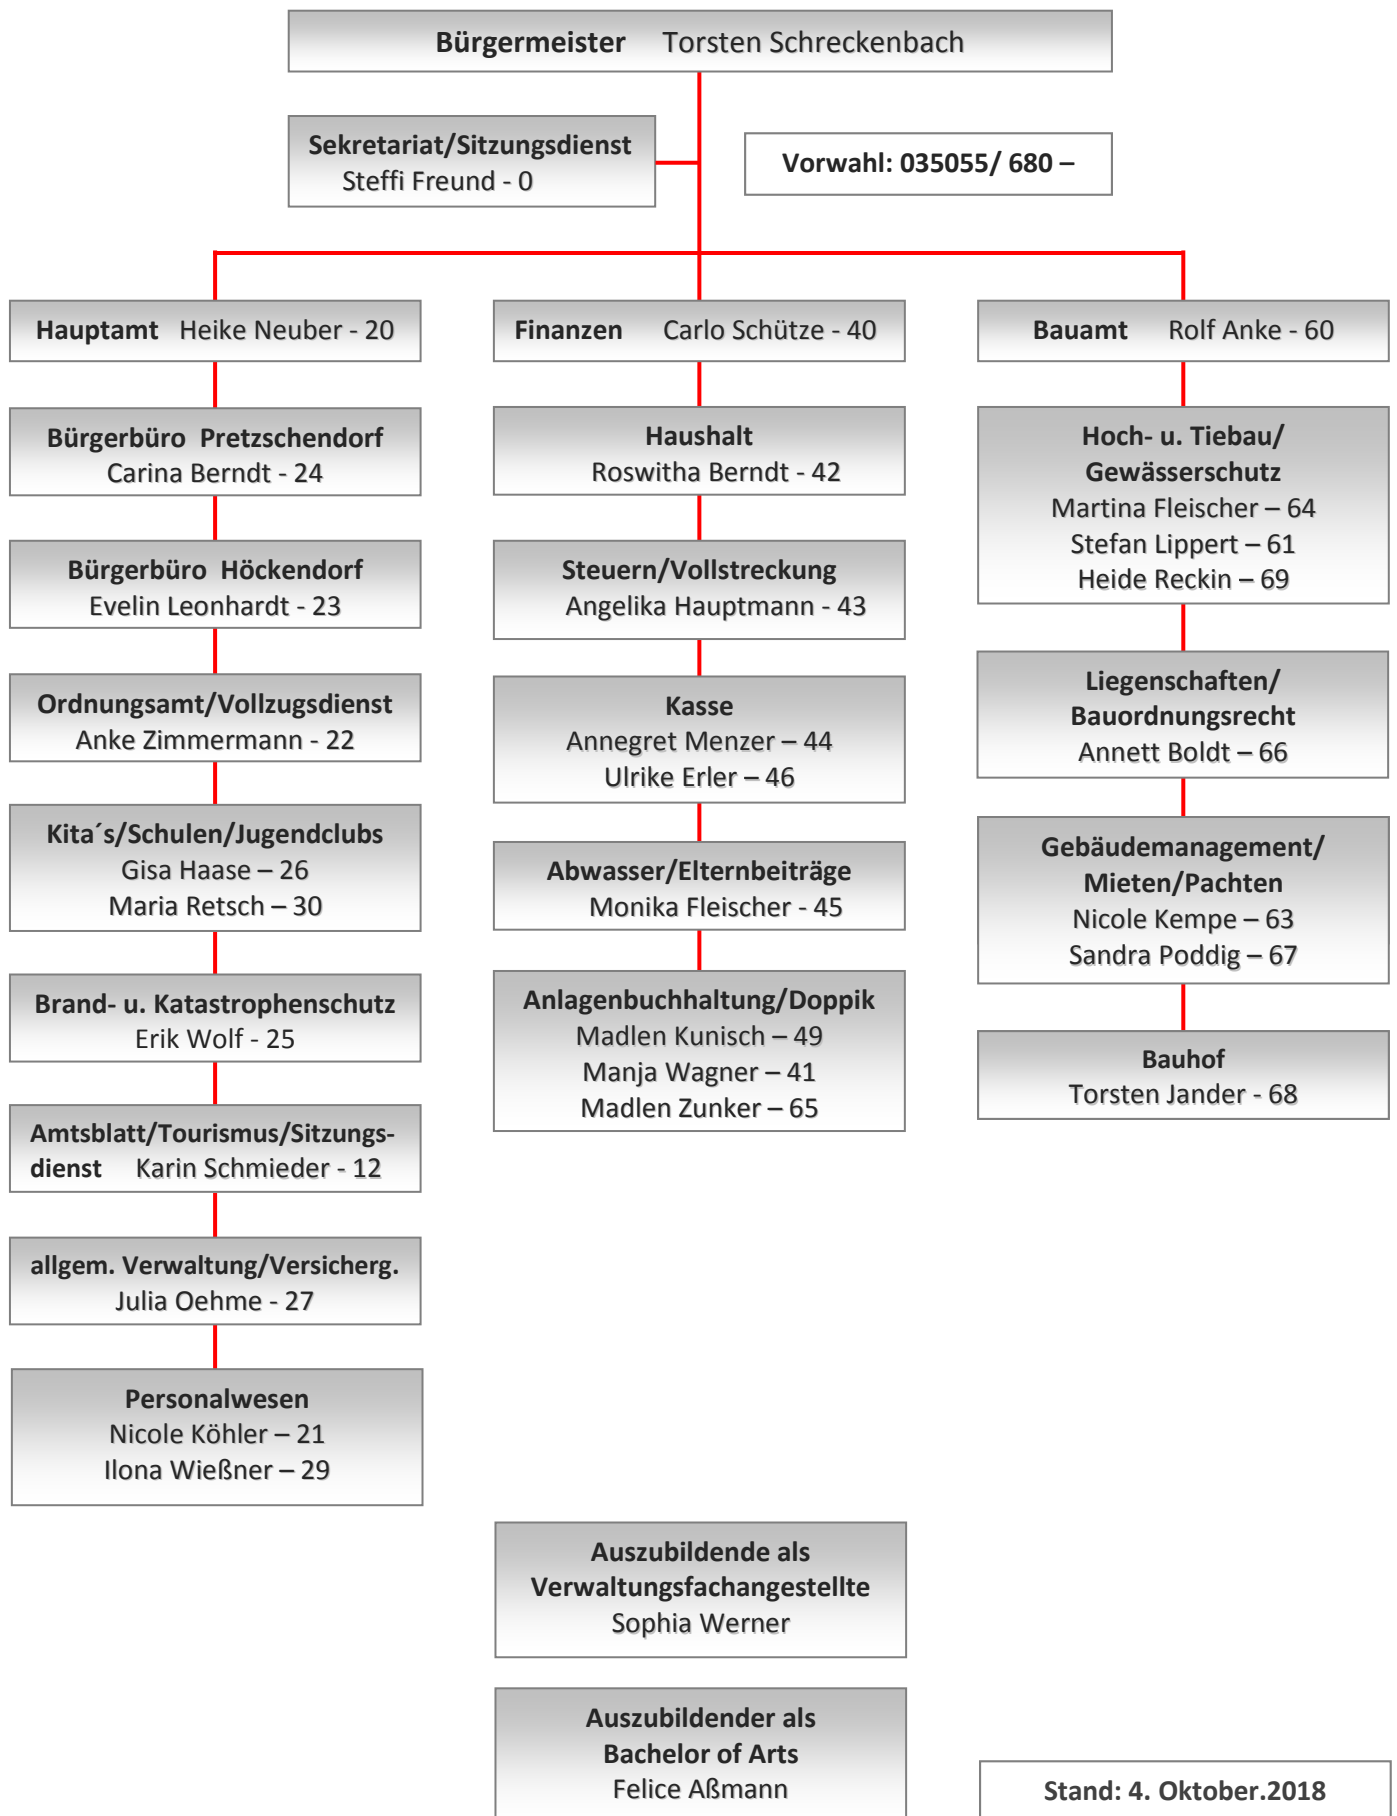 Bürgermeister Torsten Schreckenbach
Sekretariat/Sitzungsdienst
Steffi Freund - 0
Vorwahl: 035055/ 680 –
Hauptamt Heike Neuber - 20
Bürgerbüro Pretzschendorf
Carina Berndt - 24
Bürgerbüro Höckendorf
Evelin Leonhardt - 23
Ordnungsamt/Vollzugsdienst
Anke Zimmermann - 22
Kita´s/Schulen/Jugendclubs
Gisa Haase – 26
Maria Retsch – 30
Brand- u. Katastrophenschutz
Erik Wolf - 25
Amtsblatt/Tourismus/Sitzungs-
dienst Karin Schmieder - 12
allgem. Verwaltung/Versicherg.
Julia Oehme - 27
Personalwesen
Nicole Köhler – 21
Ilona Wießner – 29
Finanzen Carlo Schütze - 40
Haushalt
Roswitha Berndt - 42
Steuern/Vollstreckung
Angelika Hauptmann - 43
Kasse
Annegret Menzer – 44
Ulrike Erler – 46
Abwasser/Elternbeiträge
Monika Fleischer - 45
Anlagenbuchhaltung/Doppik
Madlen Kunisch – 49
Manja Wagner – 41
Madlen Zunker – 65
Bauamt Rolf Anke - 60
Hoch- u. Tiebau/
Gewässerschutz
Martina Fleischer – 64
Stefan Lippert – 61
Heide Reckin – 69
Liegenschaften/
Bauordnungsrecht
Annett Boldt – 66
Gebäudemanagement/
Mieten/Pachten
Nicole Kempe – 63
Sandra Poddig – 67
Bauhof
Torsten Jander - 68
Auszubildende als
Verwaltungsfachangestellte
Sophia Werner
Auszubildender als
Bachelor of Arts
Felice Aßmann
Stand: 4. Oktober.2018